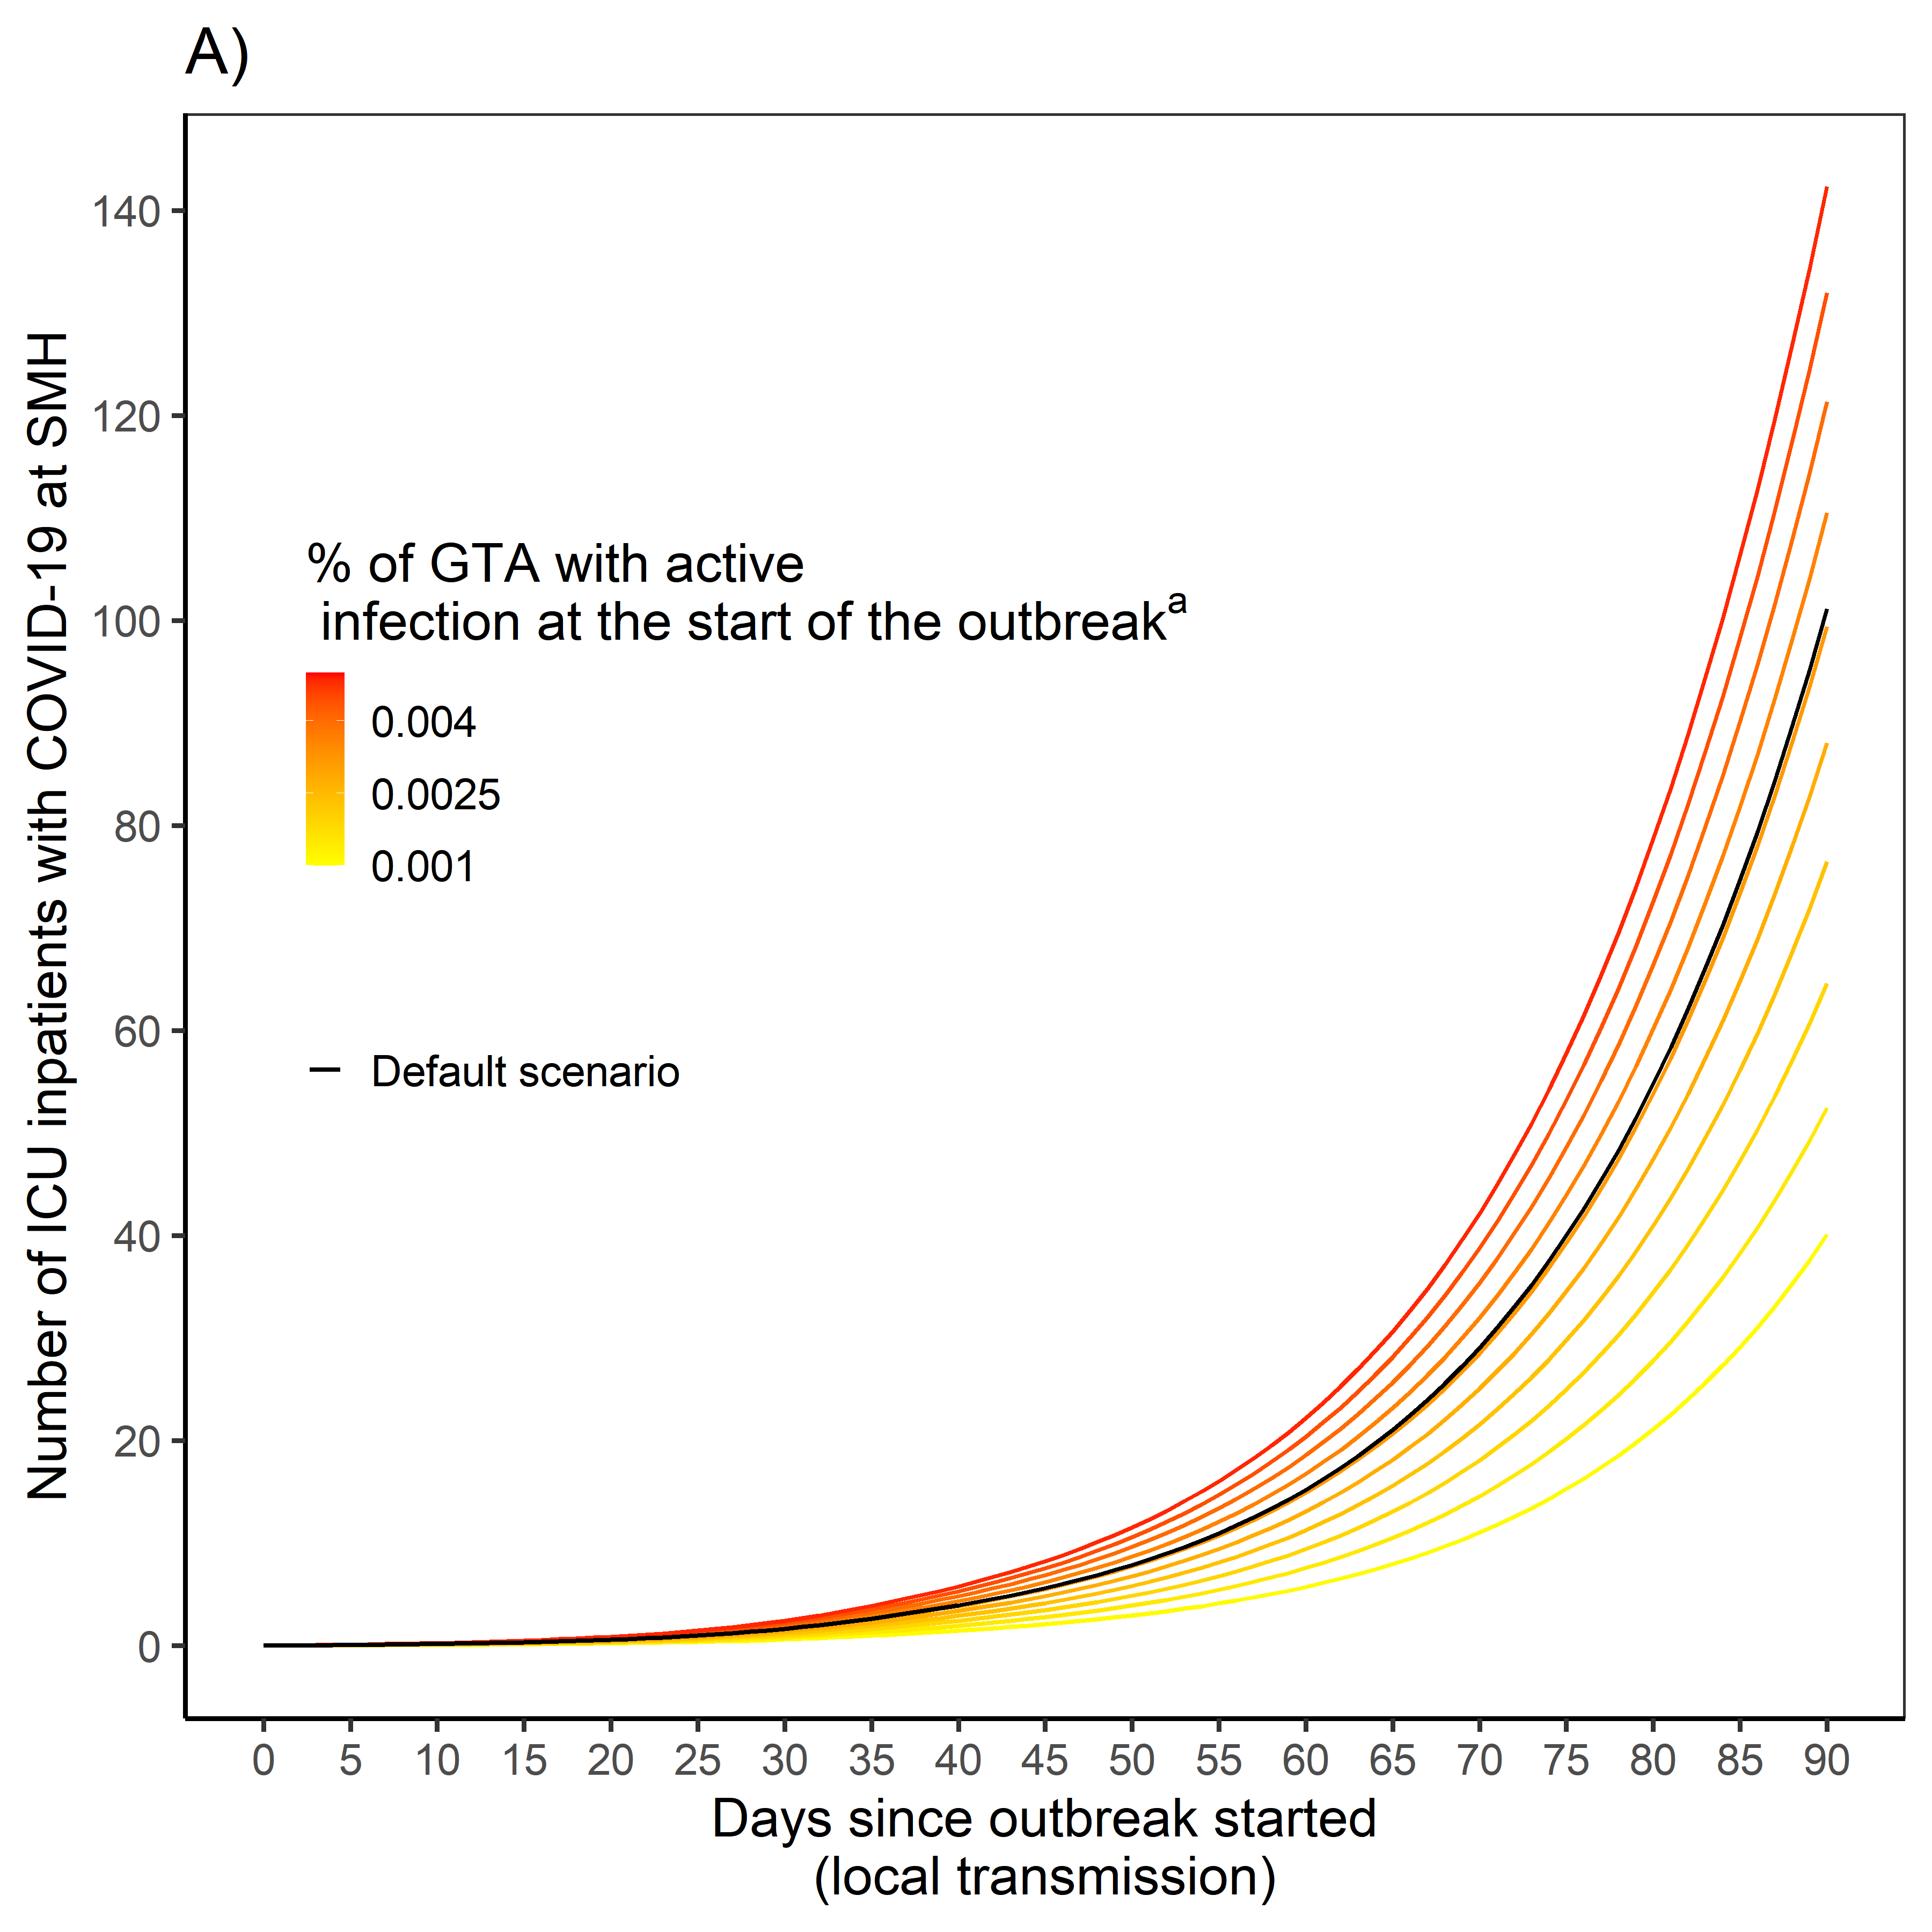 A)
Number of ICU inpatients with COVID-19 at SMH
140
120
100
80
60
40
20
0
% of GTA with active
infection at the start of the outbreakᵃ
0.004
0.0025
0.001
Default scenario
0 5 10 15 20 25 30 35 40 45 50 55 60 65 70 75 80 85 90
Days since outbreak started
(local transmission)